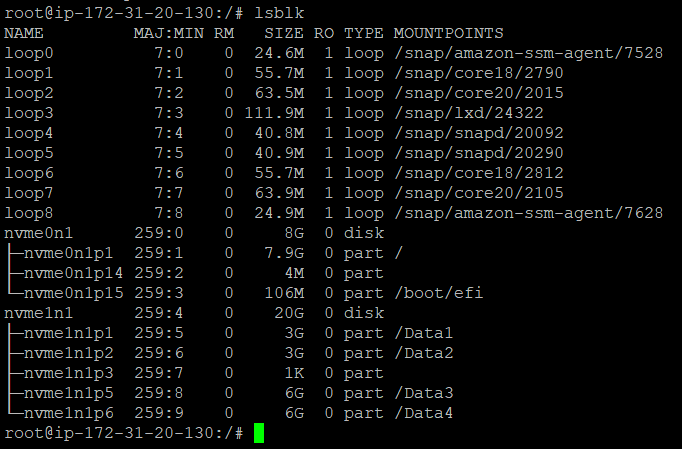 root@ip-172-31-20-130:/# lsblk
NAME         MAJ:MIN RM   SIZE RO TYPE MOUNTPOINTS
loop0          7:0    0  24.6M  1 loop /snap/amazon-ssm-agent/7528
loop1          7:1    0  55.7M  1 loop /snap/core18/2790
loop2          7:2    0  63.5M  1 loop /snap/core20/2015
loop3          7:3    0 111.9M  1 loop /snap/lxd/24322
loop4          7:4    0  40.8M  1 loop /snap/snapd/20092
loop5          7:5    0  40.9M  1 loop /snap/snapd/20290
loop6          7:6    0  55.7M  1 loop /snap/core18/2812
loop7          7:7    0  63.9M  1 loop /snap/core20/2105
loop8          7:8    0  24.9M  1 loop /snap/amazon-ssm-agent/7628
nvme0n1      259:0    0     8G  0 disk
├─nvme0n1p1  259:1    0   7.9G  0 part /
├─nvme0n1p14 259:2    0     4M  0 part
└─nvme0n1p15 259:3    0   106M  0 part /boot/efi
nvme1n1      259:4    0    20G  0 disk
├─nvme1n1p1  259:5    0     3G  0 part /Data1
├─nvme1n1p2  259:6    0     3G  0 part /Data2
├─nvme1n1p3  259:7    0     1K  0 part
├─nvme1n1p5  259:8    0     6G  0 part /Data3
└─nvme1n1p6  259:9    0     6G  0 part /Data4
root@ip-172-31-20-130:/#